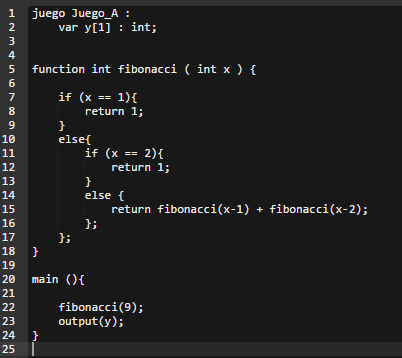 1 juego Juego_A :
2 var y[1] : int;
3
4
5 function int fibonacci ( int x ) {
6
7 if (x == 1){
8 return 1;
9 }
10 else{
11 if (x == 2){
12 return 1;
13 }
14 else {
15 return fibonacci(x-1) + fibonacci(x-2);
16 };
17 };
18 }
19
20 main (){
21
22 fibonacci(9);
23 output(y);
24 }
25